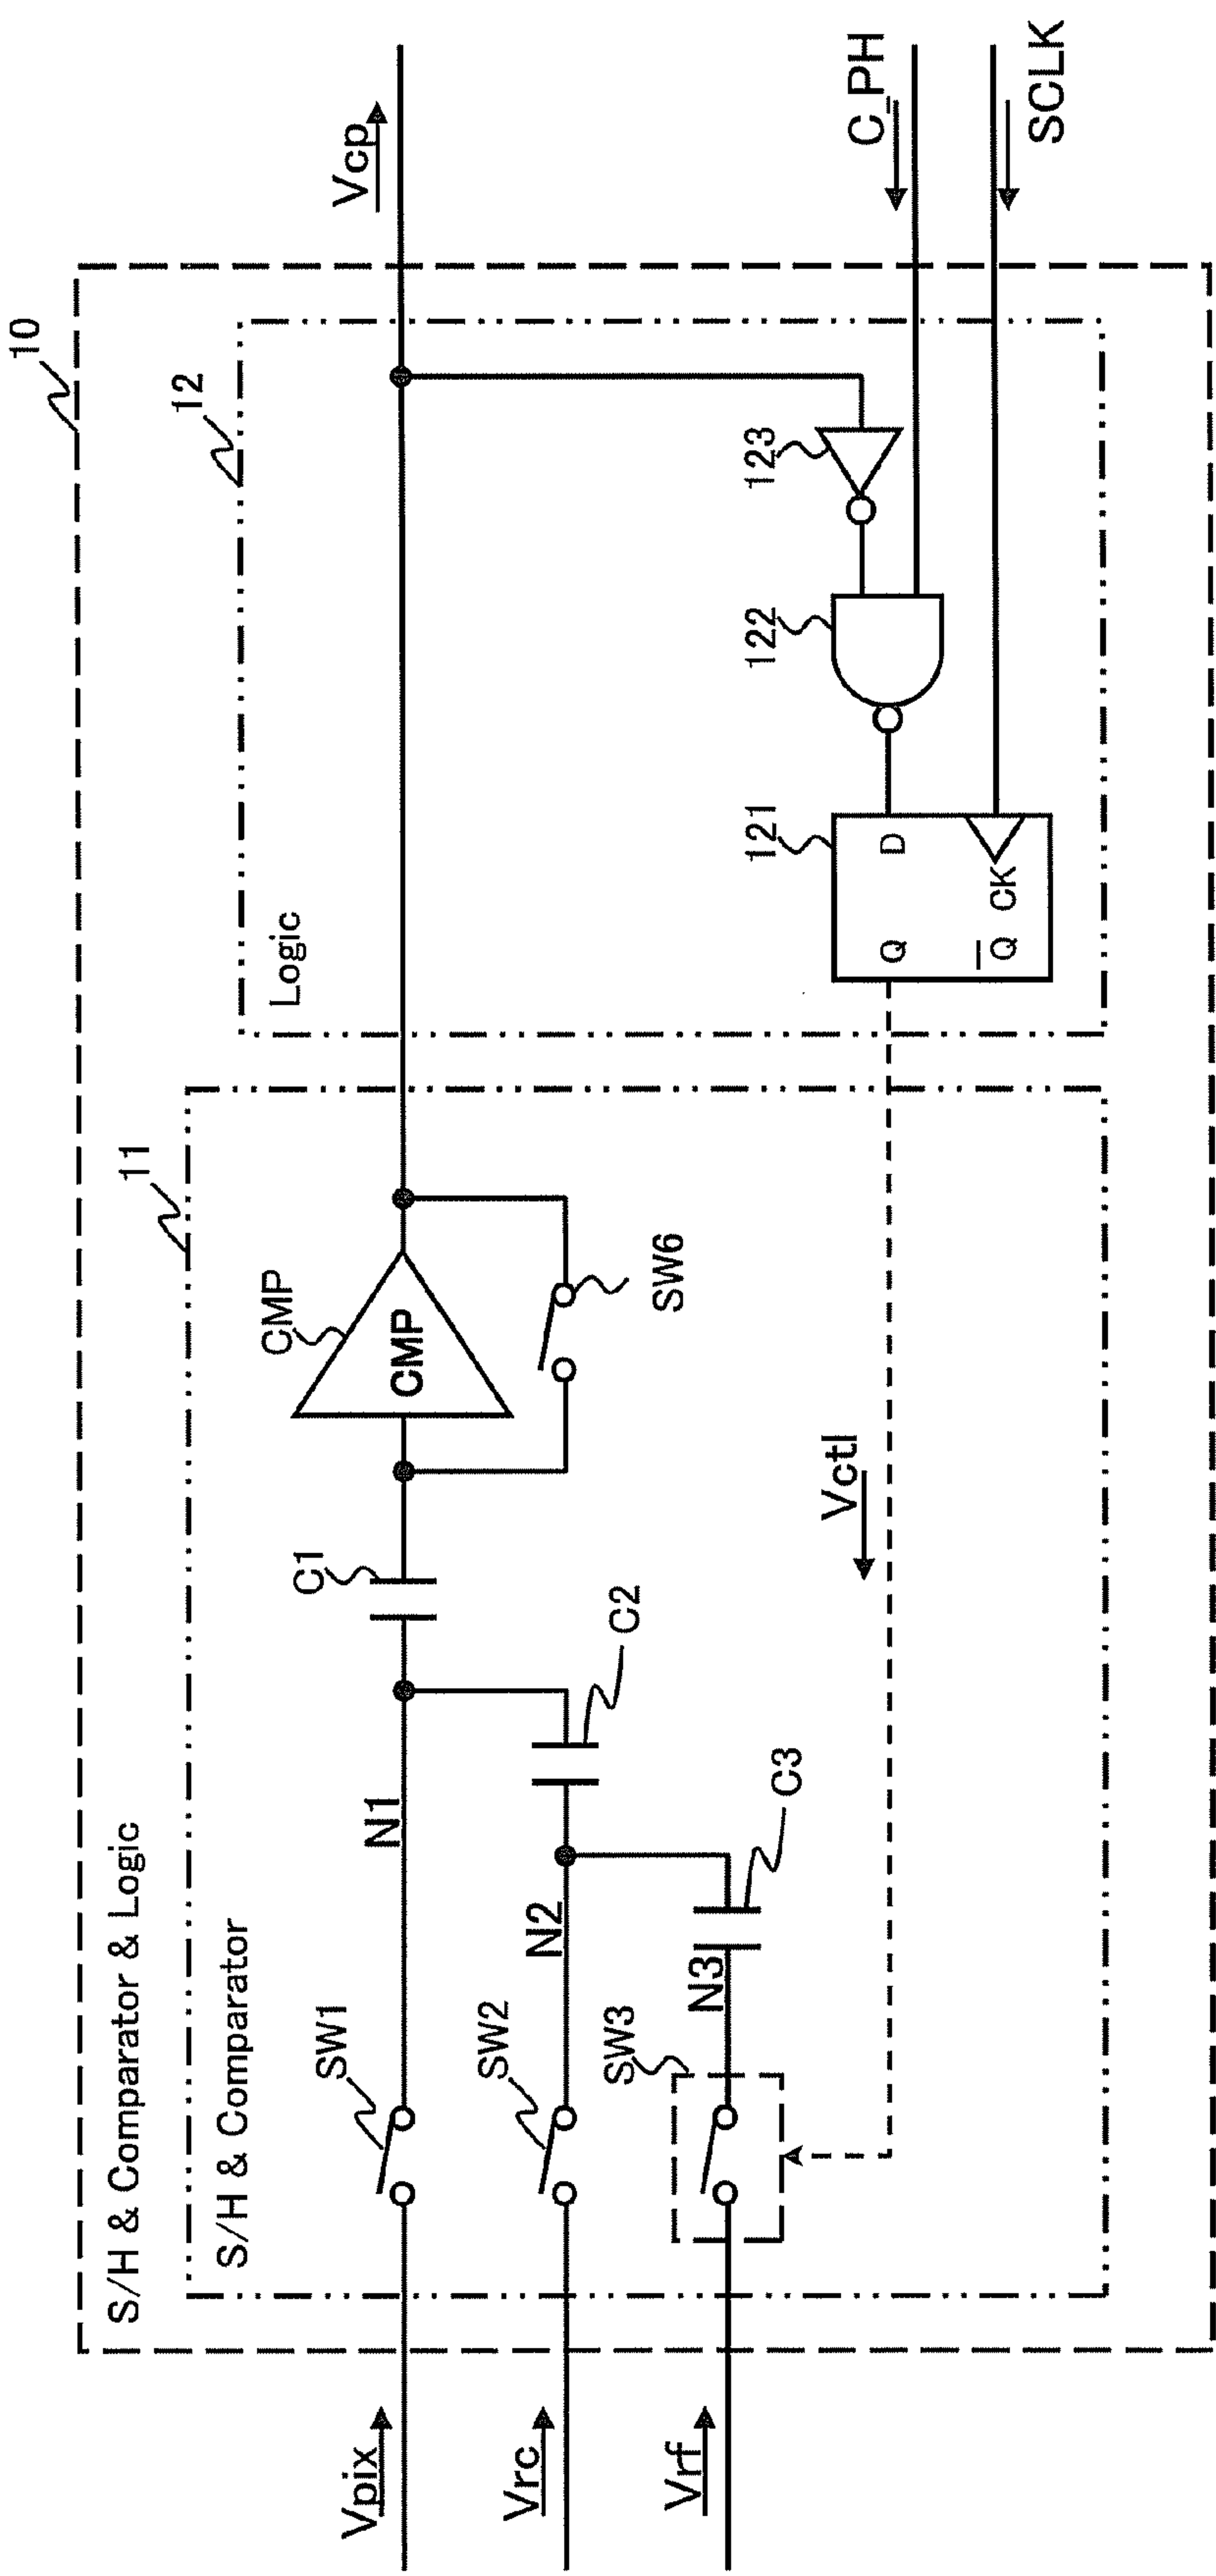 10
S/H & Comparator & Logic
11
S/H & Comparator
12
Logic
Vpix
SW1
N1
C1
CMP
CMP
Vcp
Vrc
SW2
N2
C2
SW6
Vrf
SW3
N3
C3
Vctl
121
122
123
Q
D
Q
CK
C_PH
SCLK